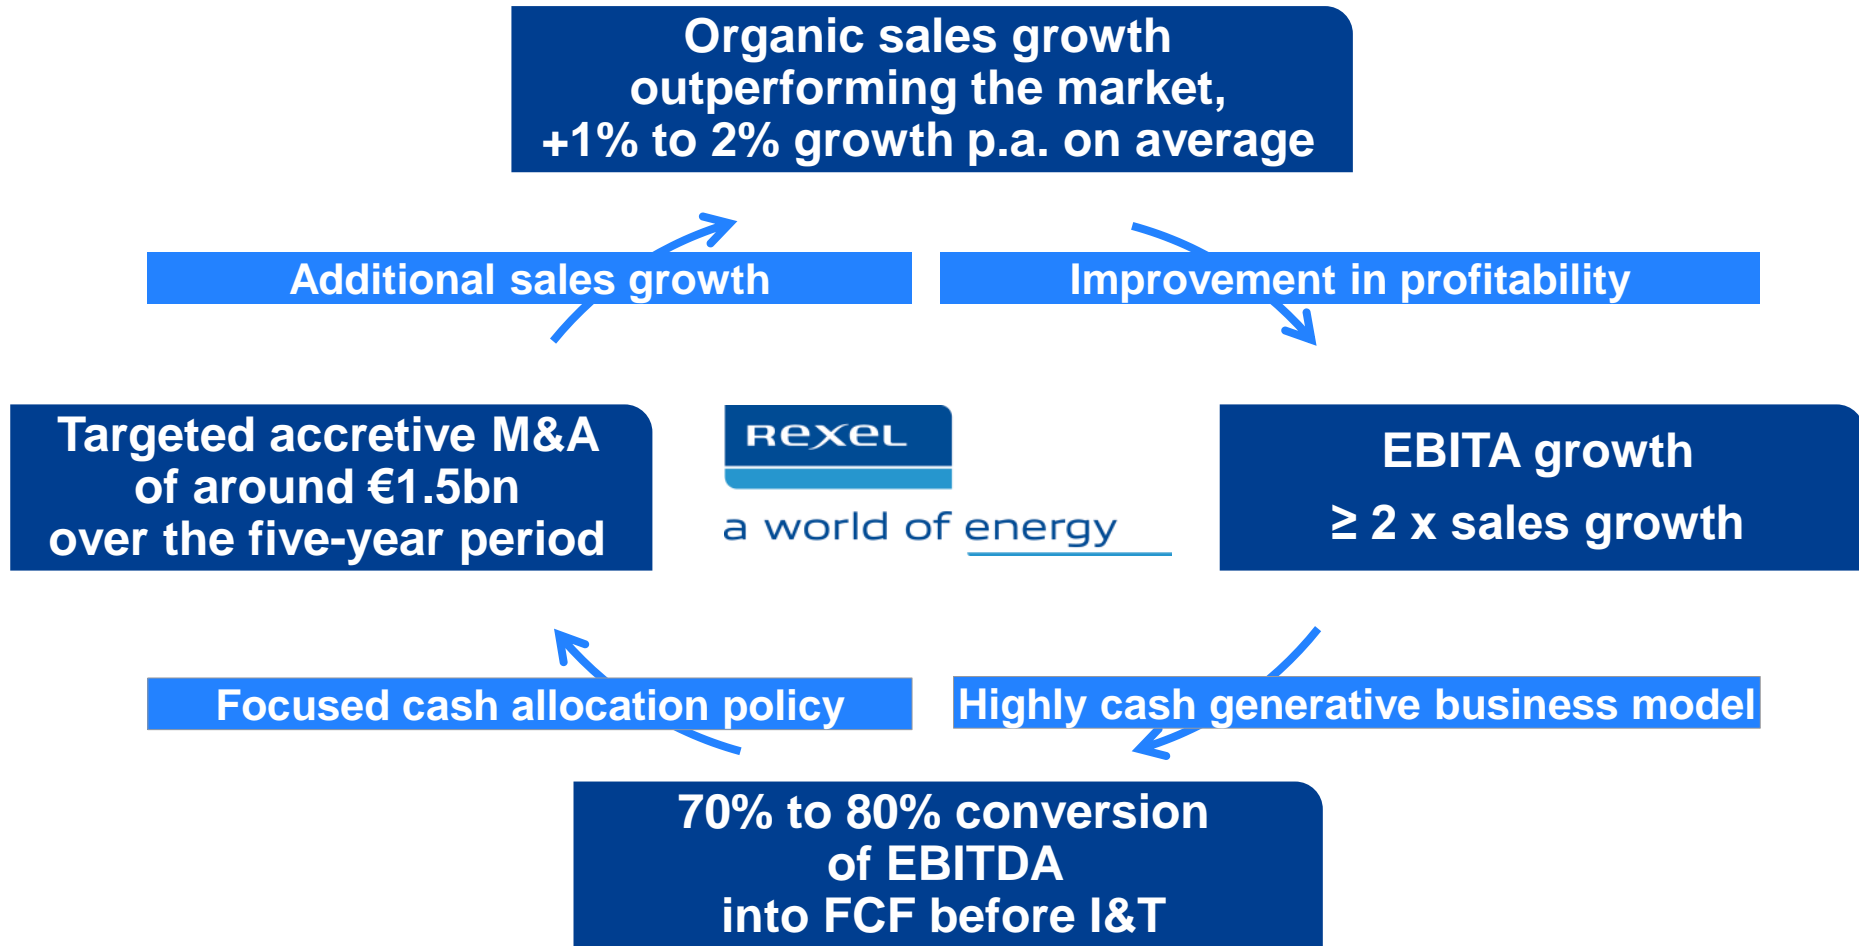 Organic sales growth
outperforming the market,
+1% to 2% growth p.a. on average
Additional sales growth
Improvement in profitability
Targeted accretive M&A
of around €1.5bn
over the five-year period
REXEL
a world of energy
EBITA growth
≥ 2 x sales growth
Focused cash allocation policy
Highly cash generative business model
70% to 80% conversion
of EBITDA
into FCF before I&T